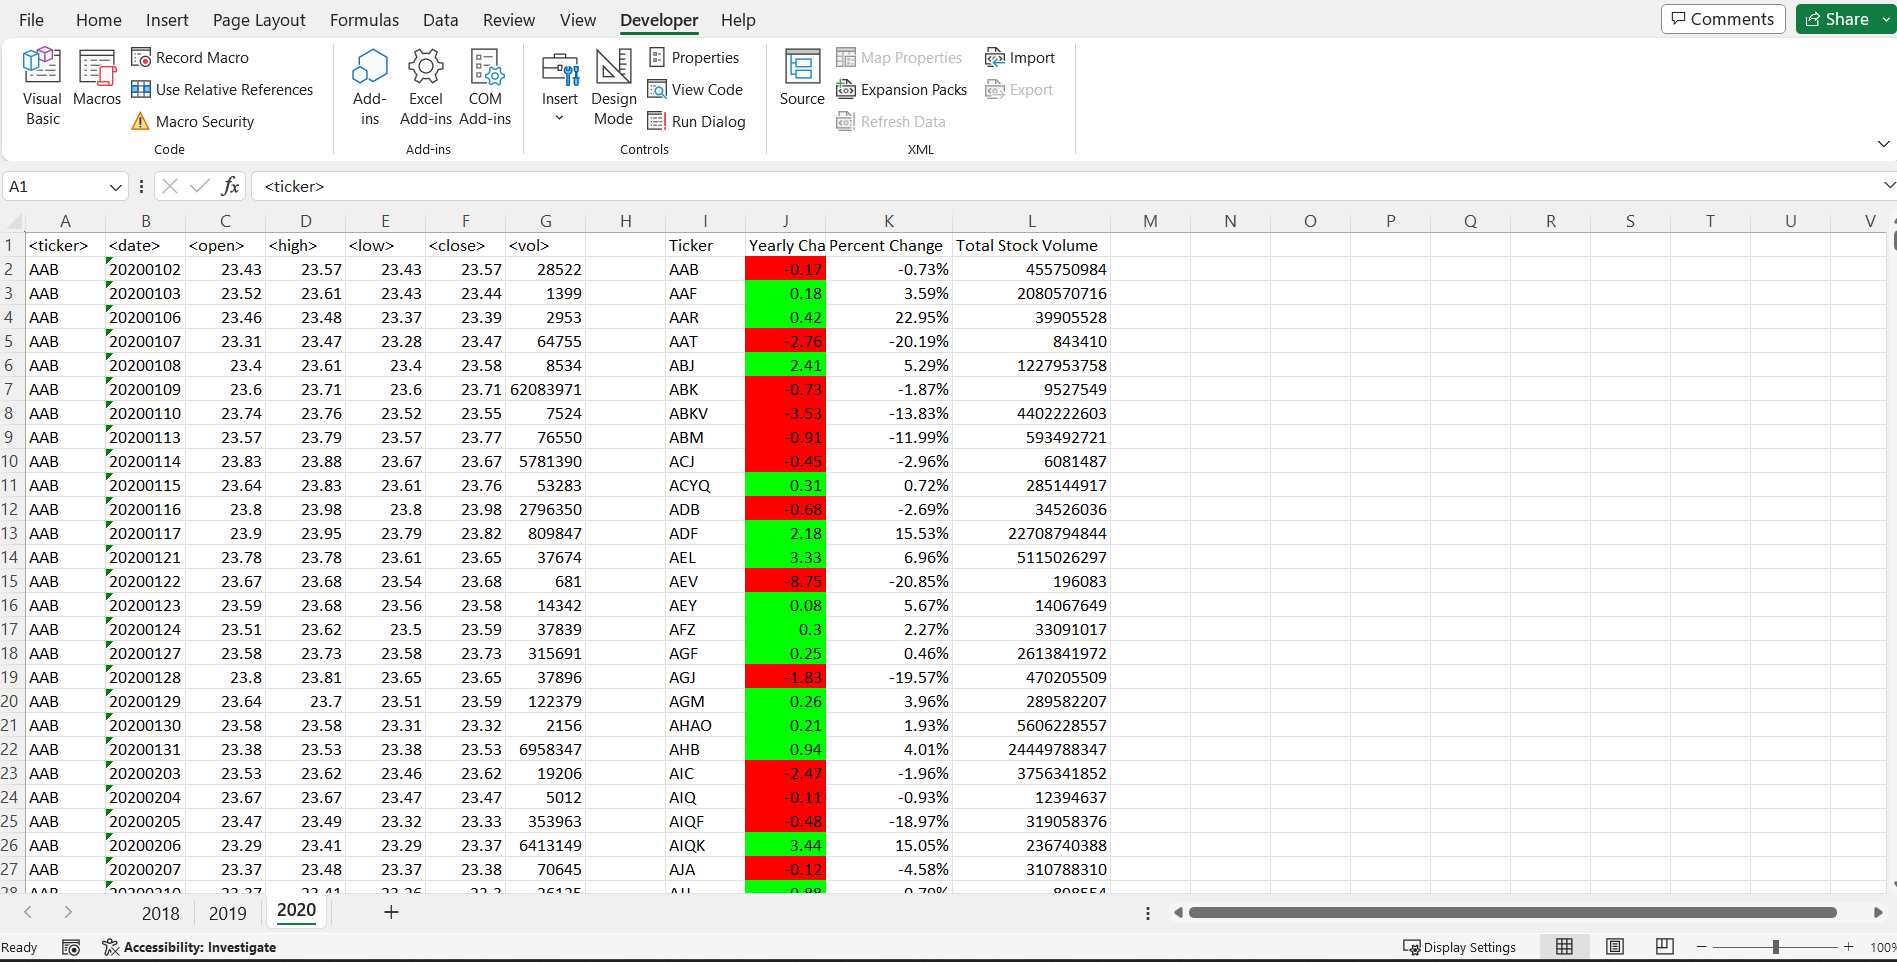 File Home Insert Page Layout Formulas Data Review View Developer Help Comments Share
Visual Basic Macros Record Macro Use Relative References Macro Security Code
Add-ins Excel Add-ins COM Add-ins Add-ins
Insert Design Mode Properties View Code Run Dialog Controls
Source Map Properties Expansion Packs Refresh Data Import Export XML
A1 fx <ticker>
A B C D E F G H I J K L M N O P Q R S T U V
1 <ticker> <date> <open> <high> <low> <close> <vol> Ticker Yearly Cha Percent Change Total Stock Volume
2 AAB 20200102 23.43 23.57 23.43 23.57 28522 AAB -0.17 -0.73% 455750984
3 AAB 20200103 23.52 23.61 23.43 23.44 1399 AAF 0.18 3.59% 2080570716
4 AAB 20200106 23.46 23.48 23.37 23.39 2953 AAR 0.42 22.95% 39905528
5 AAB 20200107 23.31 23.47 23.28 23.47 64755 AAT -2.76 -20.19% 843410
6 AAB 20200108 23.4 23.61 23.4 23.58 8534 ABJ 2.41 5.29% 1227953758
7 AAB 20200109 23.6 23.71 23.6 23.71 62083971 ABK -0.73 -1.87% 9527549
8 AAB 20200110 23.74 23.76 23.52 23.55 7524 ABKV -3.53 -13.83% 4402222603
9 AAB 20200113 23.57 23.79 23.57 23.77 76550 ABM -0.91 -11.99% 593492721
10 AAB 20200114 23.83 23.88 23.67 23.67 5781390 ACJ -0.45 -2.96% 6081487
11 AAB 20200115 23.64 23.83 23.61 23.76 53283 ACYQ 0.31 0.72% 285144917
12 AAB 20200116 23.8 23.98 23.8 23.98 2796350 ADB -0.68 -2.69% 34526036
13 AAB 20200117 23.9 23.95 23.79 23.82 809847 ADF 2.18 15.53% 22708794844
14 AAB 20200121 23.78 23.78 23.61 23.65 37674 AEL 3.33 6.96% 5115026297
15 AAB 20200122 23.67 23.68 23.54 23.68 681 AEV -8.75 -20.85% 196083
16 AAB 20200123 23.59 23.68 23.56 23.58 14342 AEY 0.08 5.67% 14067649
17 AAB 20200124 23.51 23.62 23.5 23.59 37839 AFZ 0.3 2.27% 33091017
18 AAB 20200127 23.58 23.73 23.58 23.73 315691 AGF 0.25 0.46% 2613841972
19 AAB 20200128 23.8 23.81 23.65 23.65 37896 AGJ -1.83 -19.57% 470205509
20 AAB 20200129 23.64 23.7 23.51 23.59 122379 AGM 0.26 3.96% 289582207
21 AAB 20200130 23.58 23.58 23.31 23.32 2156 AHAO 0.21 1.93% 5606228557
22 AAB 20200131 23.38 23.53 23.38 23.53 6958347 AHB 0.94 4.01% 24449788347
23 AAB 20200203 23.53 23.62 23.46 23.62 19206 AIC -2.47 -1.96% 3756341852
24 AAB 20200204 23.67 23.67 23.47 23.47 5012 AIQ -0.11 -0.93% 12394637
25 AAB 20200205 23.47 23.49 23.32 23.33 353963 AIQF -0.48 -18.97% 319058376
26 AAB 20200206 23.29 23.41 23.29 23.37 6413149 AIQK 3.44 15.05% 236740388
27 AAB 20200207 23.37 23.48 23.37 23.38 70645 AJA -0.12 -4.58% 310788310
2018 2019 2020
Ready Accessibility: Investigate Display Settings 100%